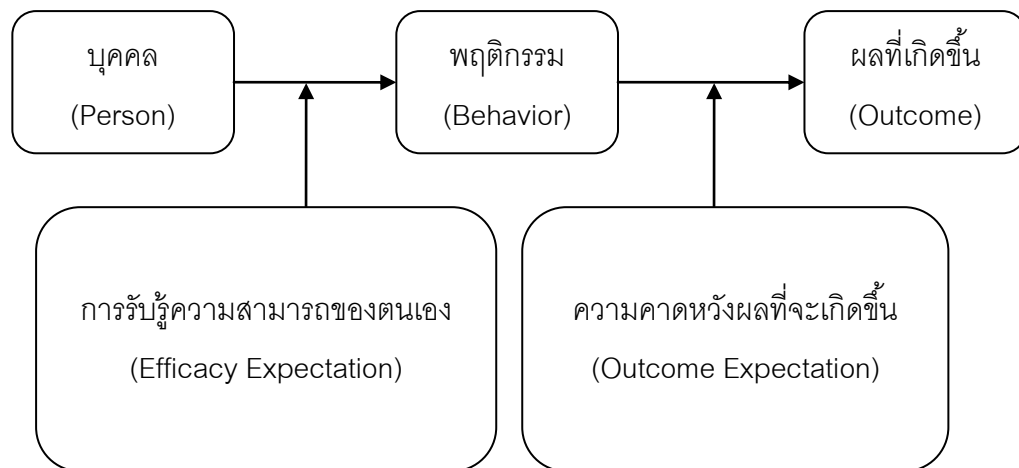 บุคคล
(Person)
พฤติกรรม
(Behavior)
ผลที่เกิดขึ้น
(Outcome)
การรับรู้ความสามารถของตนเอง
(Efficacy Expectation)
ความคาดหวังผลที่จะเกิดขึ้น
(Outcome Expectation)